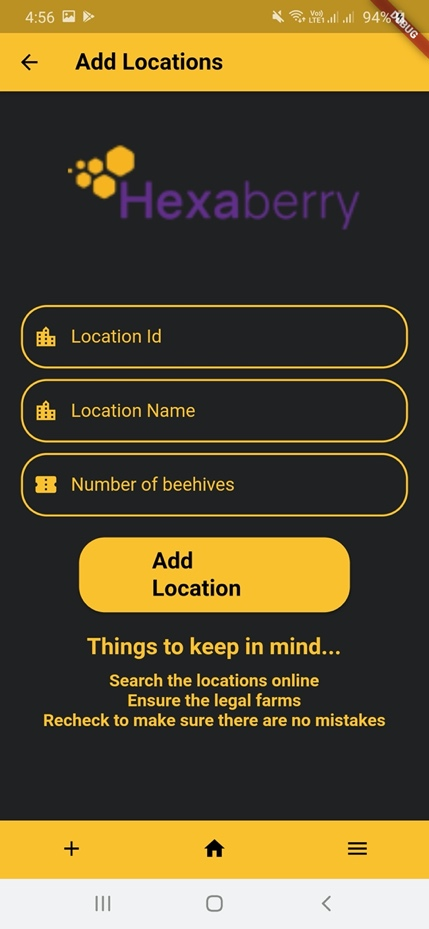 4:56
Vo))
LTE1
94%
DEBUG
Add Locations
Hexaberry
Location Id
Location Name
Number of beehives
Add
Location
Things to keep in mind...
Search the locations online
Ensure the legal farms
Recheck to make sure there are no mistakes